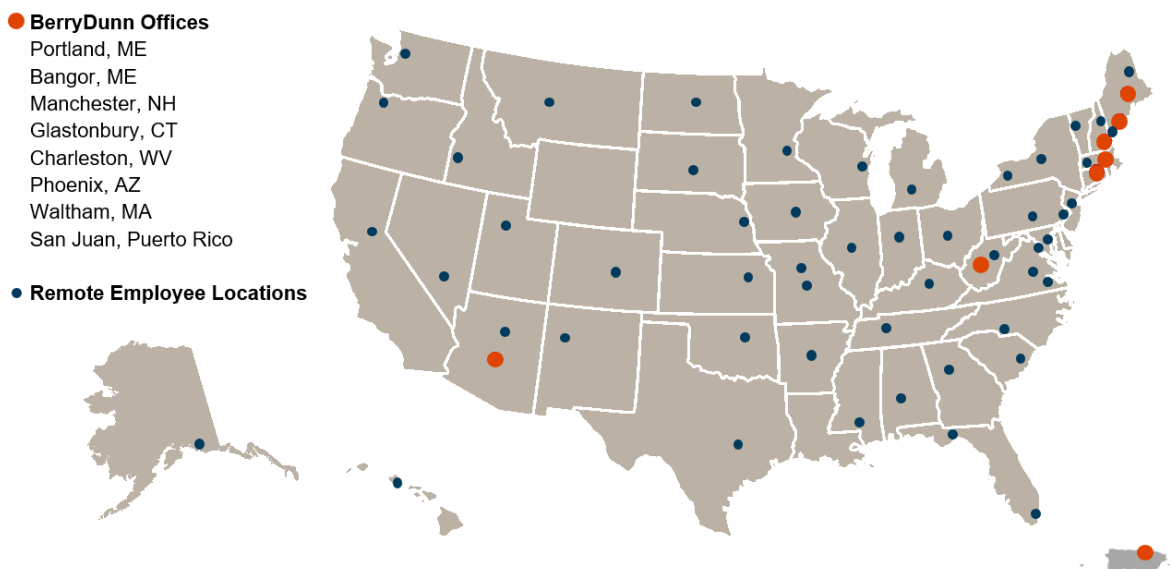 BerryDunn Offices
Portland, ME
Bangor, ME
Manchester, NH
Glastonbury, CT
Charleston, WV
Phoenix, AZ
Waltham, MA
San Juan, Puerto Rico
Remote Employee Locations